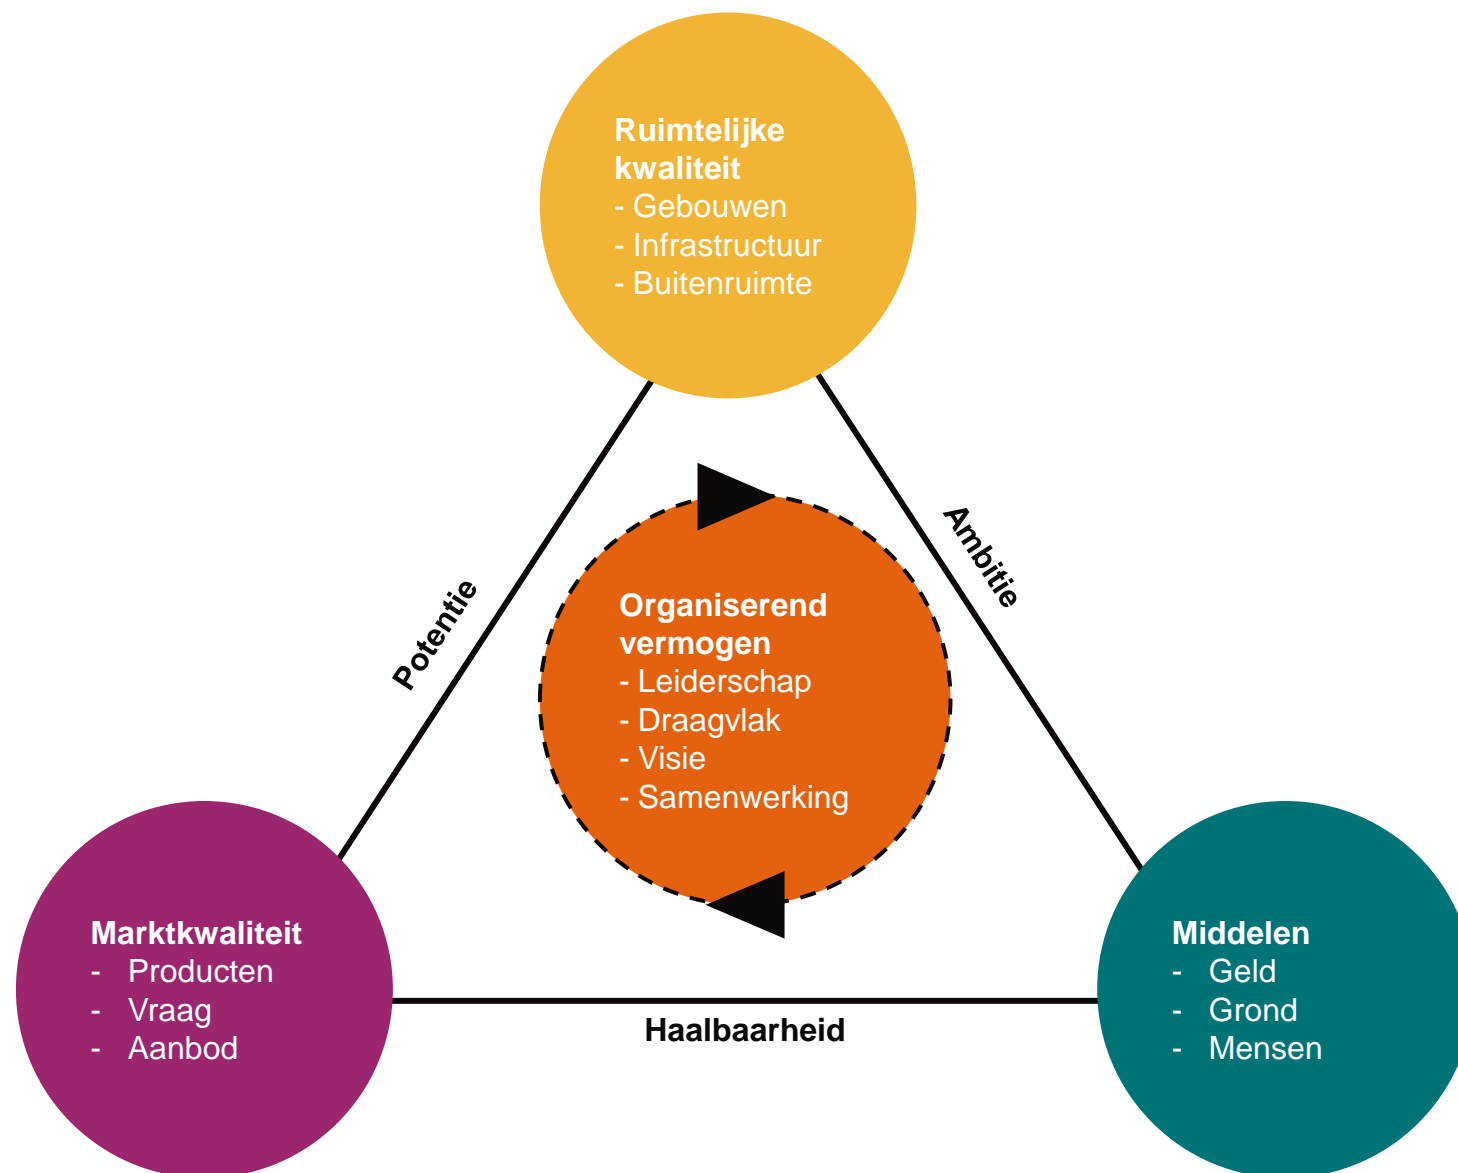 Ruimtelijke
kwaliteit
- Gebouwen
- Infrastructuur
- Buitenruimte
Potentie
Ambitie
Organiserend
vermogen
- Leiderschap
- Draagvlak
- Visie
- Samenwerking
Marktkwaliteit
- Producten
- Vraag
- Aanbod
Haalbaarheid
Middelen
- Geld
- Grond
- Mensen